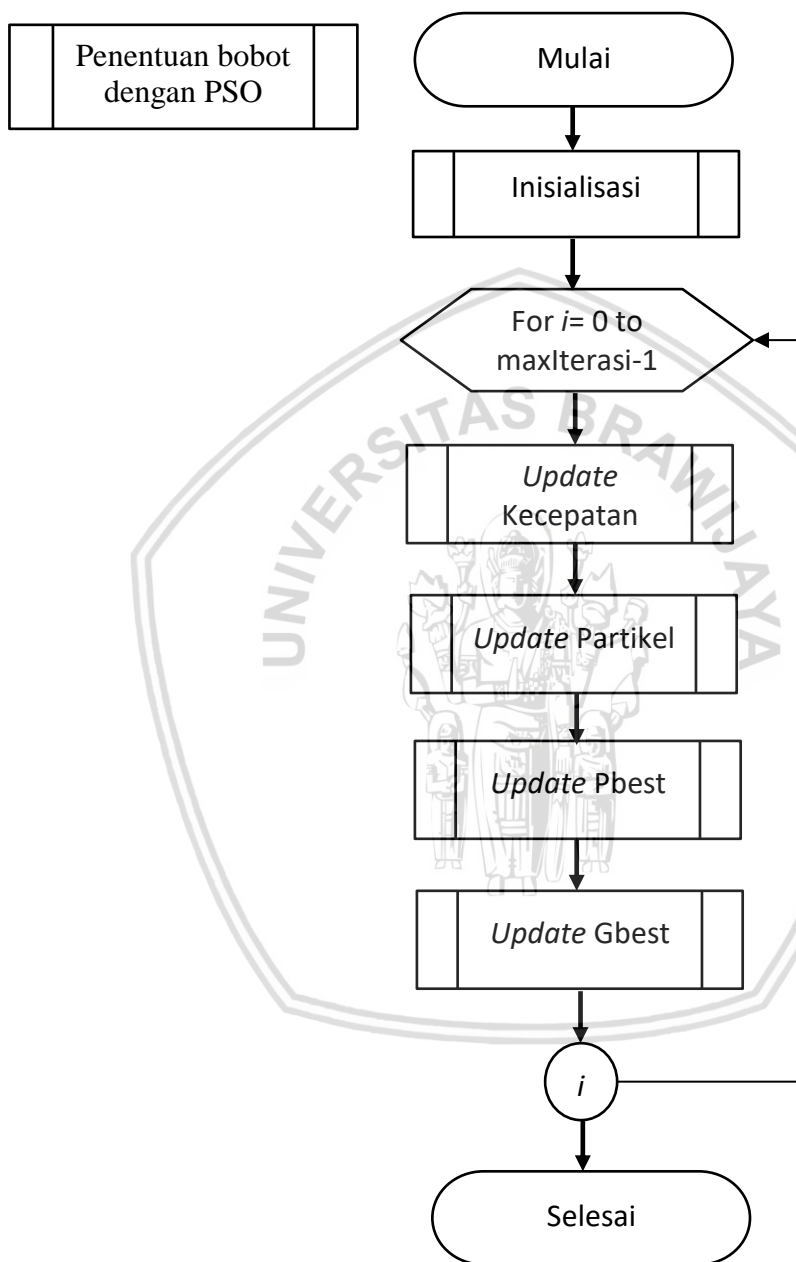 Penentuan bobot
dengan PSO
Mulai
Inisialisasi
For i= 0 to
maxIterasi-1
UNIVERSITAS BRAWIJAYA
Update
Kecepatan
Update Partikel
Update Pbest
Update Gbest
i
Selesai